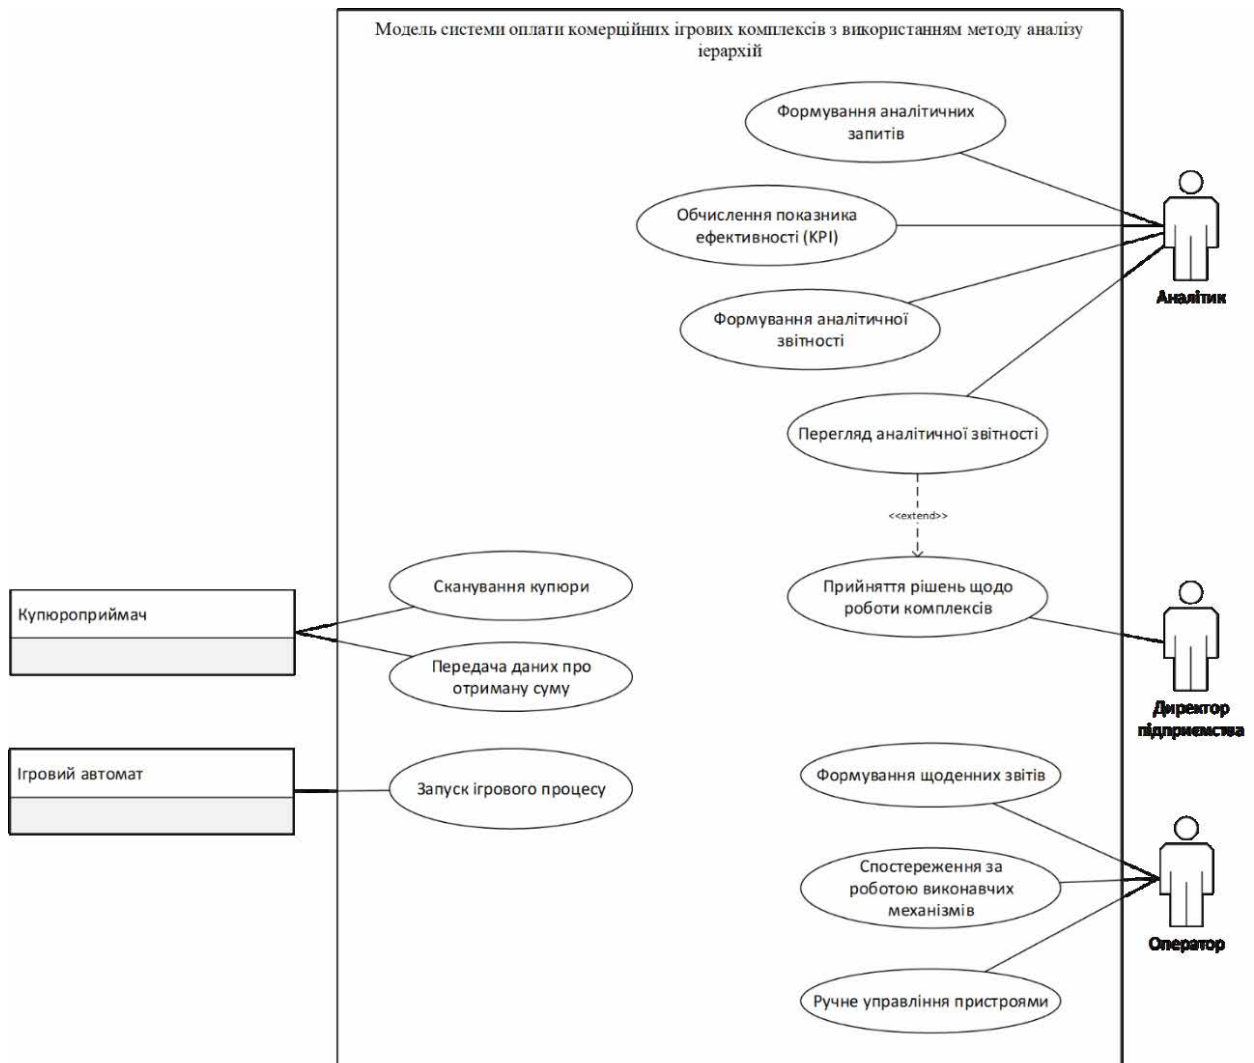 Модель системи оплати комерційних ігрових комплексів з використанням методу аналізу
ієрархій
Формування аналітичних
запитів
Обчислення показника
ефективності (KPI)
Аналітик
Формування аналітичної
звітності
Перегляд аналітичної звітності
<<extend>>
Сканування купюри
Прийняття рішень щодо
роботи комплексів
Купюроприймач
Передача даних про
отриману суму
Директор
підприємства
Ігровий автомат
Запуск ігрового процесу
Формування щоденних звітів
Спостереження за
роботою виконавчих
механізмів
Оператор
Ручне управління пристроями